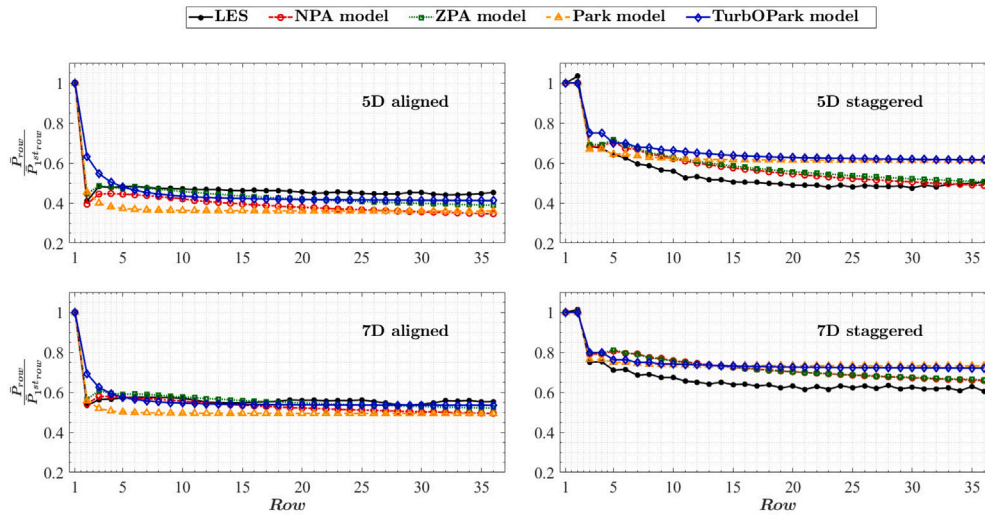 LES NPA model ZPA model Park model TurbOPark model
5D aligned
1
0.8
0.6
0.4
0.2
P̄row / P̄1st row
1 5 10 15 20 25 30 35
5D staggered
1
0.8
0.6
0.4
0.2
1 5 10 15 20 25 30 35
7D aligned
1
0.8
0.6
0.4
0.2
P̄row / P̄1st row
1 5 10 15 20 25 30 35
Row
7D staggered
1
0.8
0.6
0.4
0.2
1 5 10 15 20 25 30 35
Row